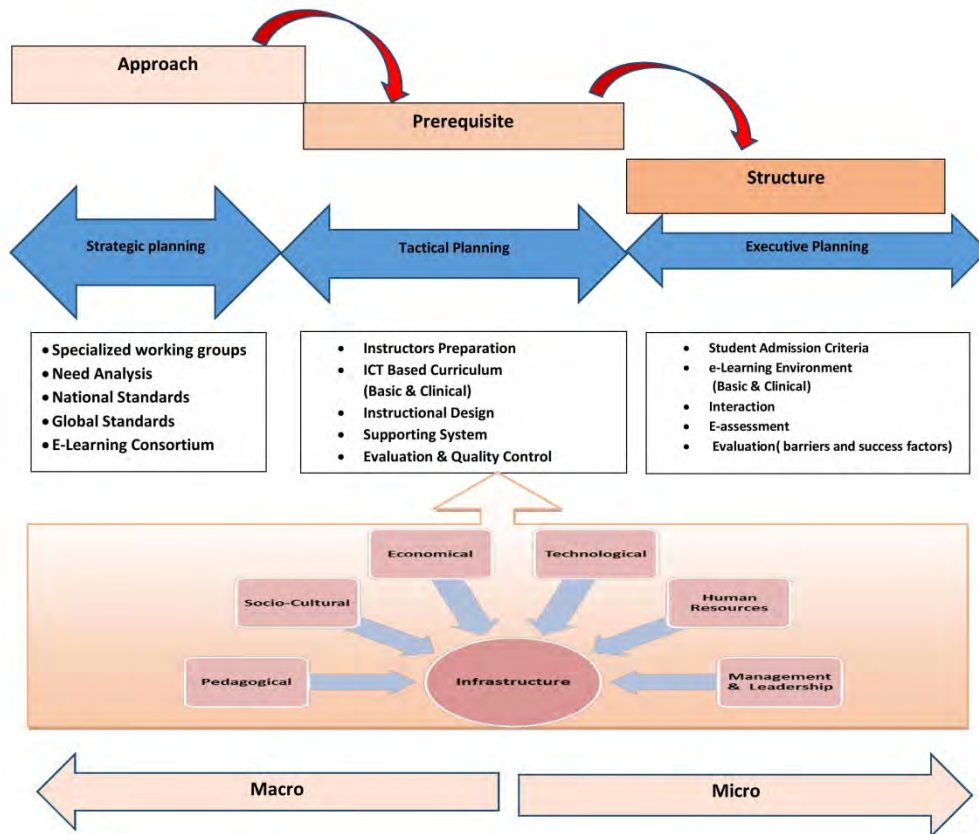 Approach
Prerequisite
Structure
Strategic planning
Tactical Planning
Executive Planning
• Specialized working groups
• Need Analysis
• National Standards
• Global Standards
• E-Learning Consortium
• Instructors Preparation
• ICT Based Curriculum
(Basic & Clinical)
• Instructional Design
• Supporting System
• Evaluation & Quality Control
• Student Admission Criteria
• e-Learning Environment
(Basic & Clinical)
• Interaction
• E-assessment
• Evaluation( barriers and success factors)
Economical
Technological
Socio-Cultural
Human
Resources
Pedagogical
Infrastructure
Management
& Leadership
Macro
Micro